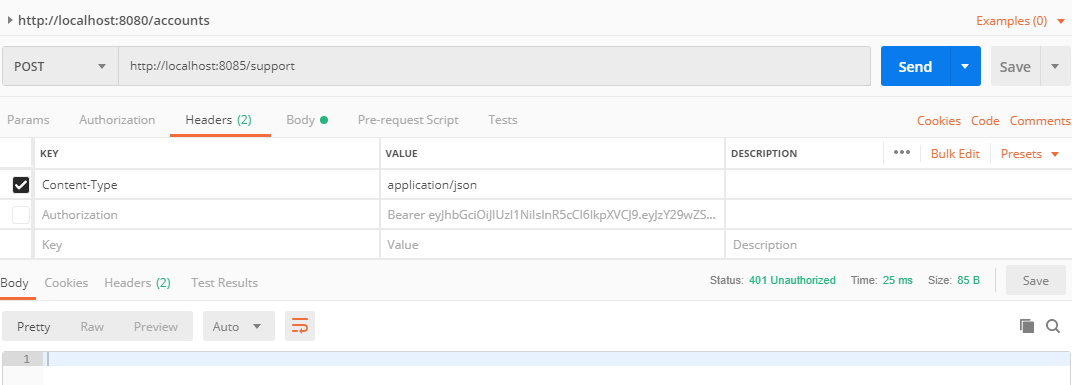 http://localhost:8080/accounts Examples (0)
POST http://localhost:8085/support Send Save
Params Authorization Headers (2) Body Pre-request Script Tests Cookies Code Comments
KEY VALUE DESCRIPTION ••• Bulk Edit Presets
Content-Type application/json
Authorization Bearer eyJhbGciOiJIUzI1NiIsInR5cCI6IkpXVCJ9.eyJzY29wZS...
Key Value Description
Body Cookies Headers (2) Test Results Status: 401 Unauthorized Time: 25 ms Size: 85 B Save
Pretty Raw Preview Auto
1